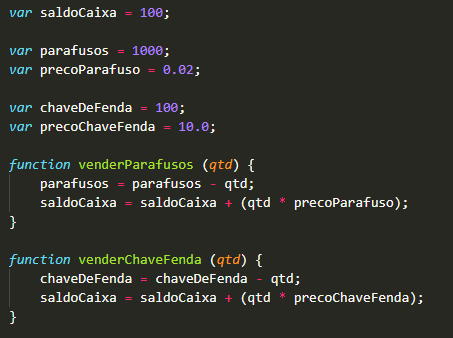 var saldoCaixa = 100;
var parafusos = 1000;
var precoParafuso = 0.02;
var chaveDeFenda = 100;
var precoChaveFenda = 10.0;
function venderParafusos (qtd) {
    parafusos = parafusos - qtd;
    saldoCaixa = saldoCaixa + (qtd * precoParafuso);
}
function venderChaveFenda (qtd) {
    chaveDeFenda = chaveDeFenda - qtd;
    saldoCaixa = saldoCaixa + (qtd * precoChaveFenda);
}